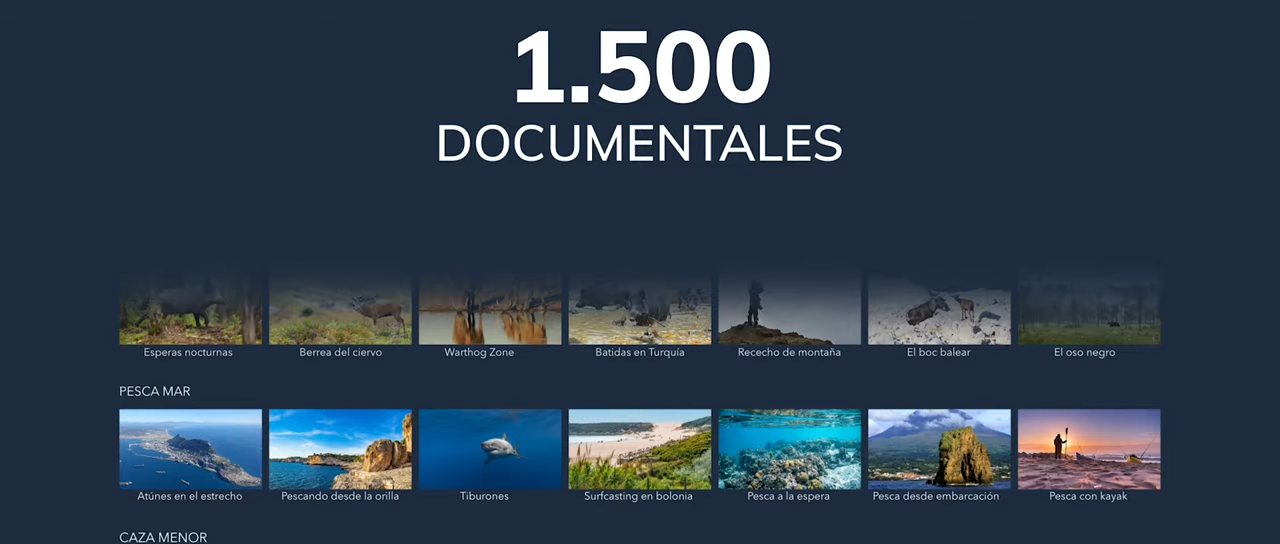 1.500
DOCUMENTALES
Esperas nocturnas
Berrea del ciervo
Warthog Zone
Batidas en Turquía
Rececho de montaña
El boc balear
El oso negro
PESCA MAR
Atúnes en el estrecho
Pescando desde la orilla
Tiburones
Surfcasting en bolonia
Pesca a la espera
Pesca desde embarcación
Pesca con kayak
CAZA MENOR